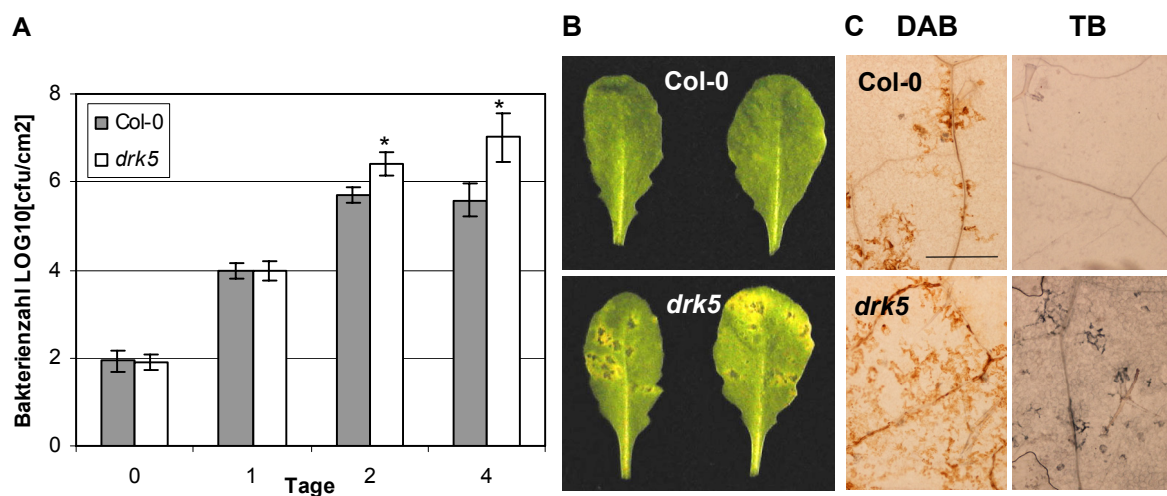 A
Bakterienzahl LOG10[cfu/cm2]
8
6
4
2
0
Col-0
drk5
*
*
0 1 2 4
Tage
B
Col-0
drk5
C DAB TB
Col-0
drk5